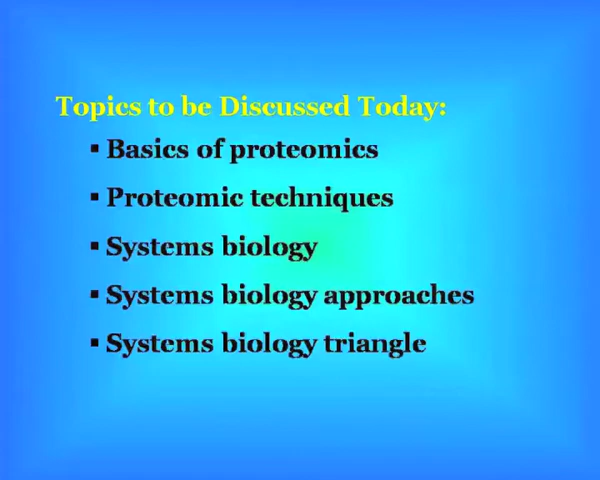 Topics to be Discussed Today:
▪ Basics of proteomics
▪ Proteomic techniques
▪ Systems biology
▪ Systems biology approaches
▪ Systems biology triangle